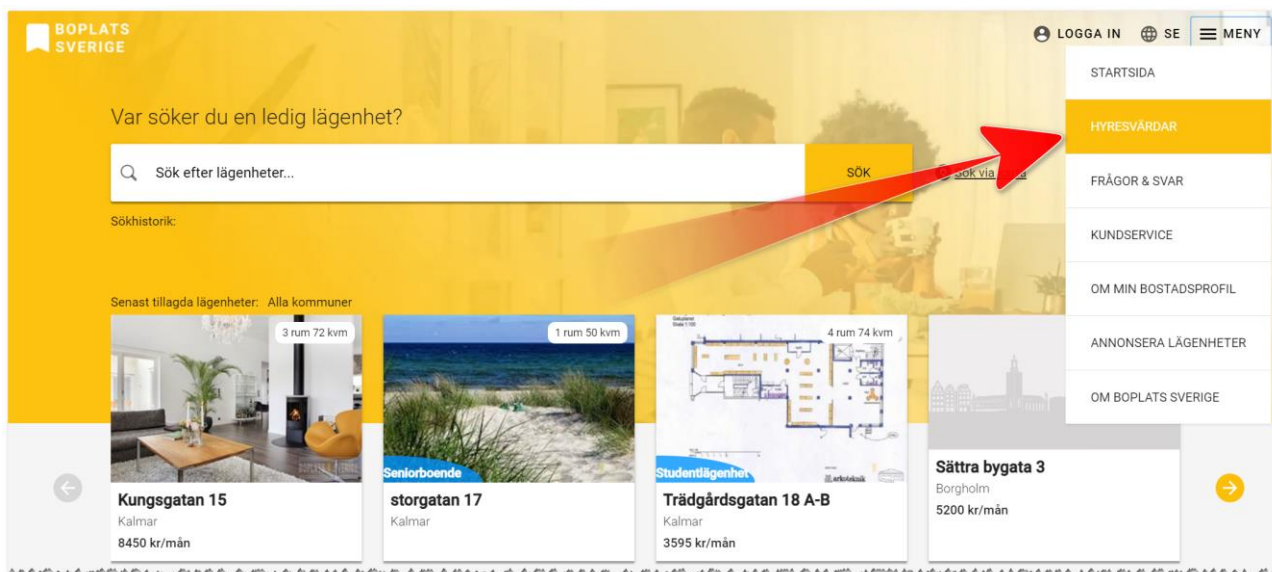 BOPLATS
SVERIGE
LOGGA IN
SE
MENY
STARTSIDA
HYRESVÄRDAR
FRÅGOR & SVAR
KUNDSERVICE
OM MIN BOSTADSPROFIL
ANNONSERA LÄGENHETER
OM BOPLATS SVERIGE
Var söker du en ledig lägenhet?
Sök efter lägenheter...
SÖK
Sök via
Sökhistorik:
Senast tillagda lägenheter: Alla kommuner
3 rum 72 kvm
Kungsgatan 15
Kalmar
8450 kr/mån
1 rum 50 kvm
Seniorboende
storgatan 17
Kalmar
4 rum 74 kvm
Studentlägenhet
arkoteknik
Trädgårdsgatan 18 A-B
Kalmar
3595 kr/mån
Sättra bygata 3
Borgholm
5200 kr/mån